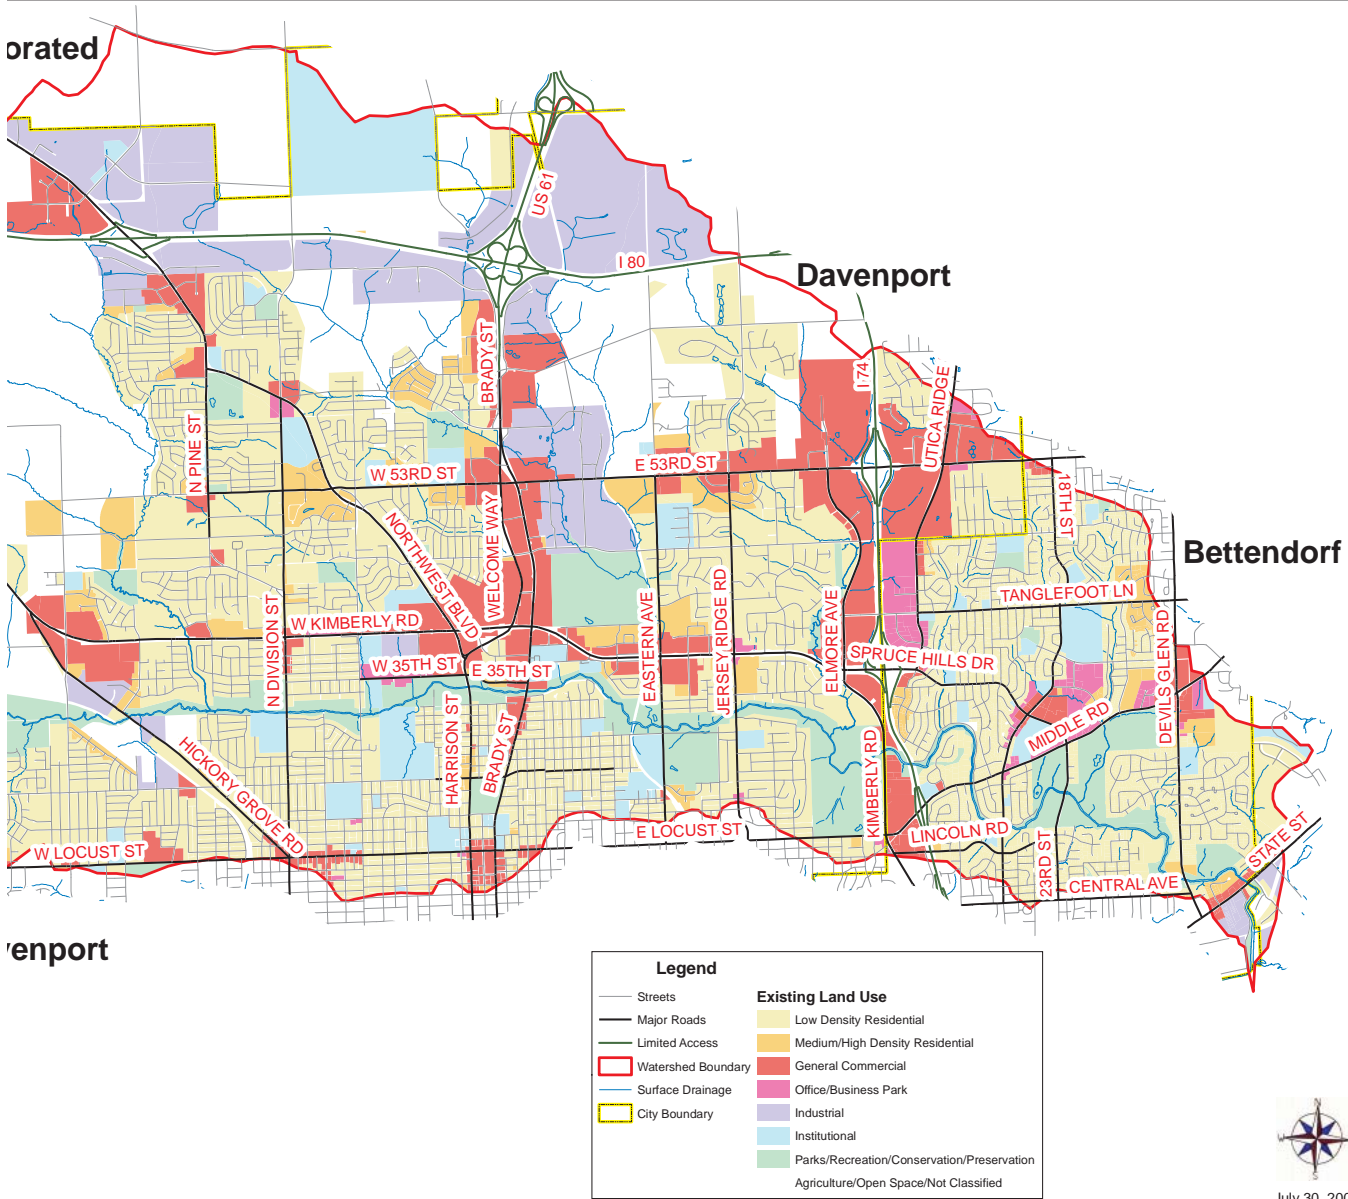 orated
US 61
I 80
Davenport
BRADY ST
I 74
UTICA RIDGE
N PINE ST
W 53RD ST
E 53RD ST
18TH ST
WELCOME WAY
NORTHWEST BLVD
Bettendorf
N DIVISION ST
W KIMBERLY RD
EASTERN AVE
JERSEY RIDGE RD
ELMORE AVE
TANGLEFOOT LN
DEVILS GLEN RD
W 35TH ST
E 35TH ST
SPRUCE HILLS DR
HARRISON ST
BRADY ST
MIDDLE RD
HICKORY GROVE RD
KIMBERLY RD
W LOCUST ST
E LOCUST ST
LINCOLN RD
23RD ST
CENTRAL AVE
STATE ST
venport
Legend
Streets
Major Roads
Limited Access
Watershed Boundary
Surface Drainage
City Boundary
Existing Land Use
Low Density Residential
Medium/High Density Residential
General Commercial
Office/Business Park
Industrial
Institutional
Parks/Recreation/Conservation/Preservation
Agriculture/Open Space/Not Classified
N
W
S
July 30, 200